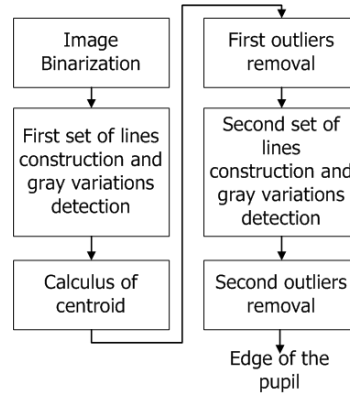 Image
Binarization
First set of lines
construction and
gray variations
detection
Calculus of
centroid
First outliers
removal
Second set of
lines
construction and
gray variations
detection
Second outliers
removal
Edge of the
pupil